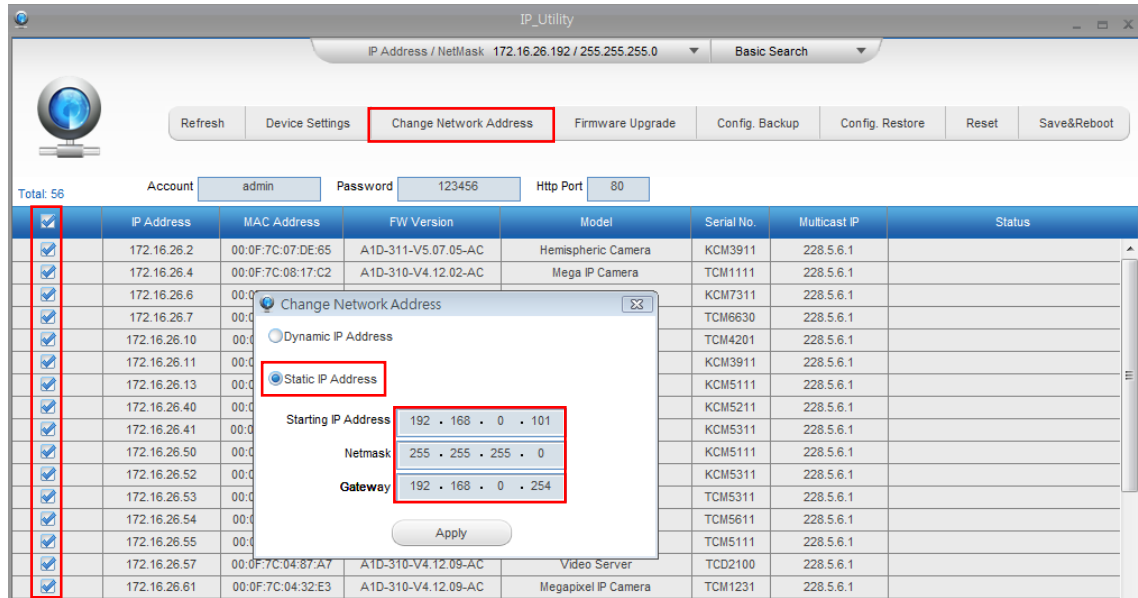 IP_Utility
IP Address / NetMask 172.16.26.192 / 255.255.255.0 Basic Search
Refresh Device Settings Change Network Address Firmware Upgrade Config. Backup Config. Restore Reset Save&Reboot
Total: 56 Account admin Password 123456 Http Port 80
IP Address MAC Address FW Version Model Serial No. Multicast IP Status
172.16.26.2 00:0F:7C:07:DE:65 A1D-311-V5.07.05-AC Hemispheric Camera KCM3911 228.5.6.1
172.16.26.4 00:0F:7C:08:17:C2 A1D-310-V4.12.02-AC Mega IP Camera TCM1111 228.5.6.1
172.16.26.6 KCM7311 228.5.6.1
Change Network Address
172.16.26.7 TCM6630 228.5.6.1
Dynamic IP Address
172.16.26.10 TCM4201 228.5.6.1
172.16.26.11 KCM3911 228.5.6.1
Static IP Address
172.16.26.13 KCM5111 228.5.6.1
172.16.26.40 KCM5211 228.5.6.1
Starting IP Address 192 . 168 . 0 . 101
172.16.26.41 KCM5311 228.5.6.1
172.16.26.50 KCM5111 228.5.6.1
Netmask 255 . 255 . 255 . 0
172.16.26.52 KCM5311 228.5.6.1
Gateway 192 . 168 . 0 . 254
172.16.26.53 TCM5311 228.5.6.1
172.16.26.54 TCM5611 228.5.6.1
Apply
172.16.26.55 TCM5111 228.5.6.1
172.16.26.57 00:0F:7C:04:87:A7 A1D-310-V4.12.09-AC Video Server TCD2100 228.5.6.1
172.16.26.61 00:0F:7C:04:32:E3 A1D-310-V4.12.09-AC Megapixel IP Camera TCM1231 228.5.6.1